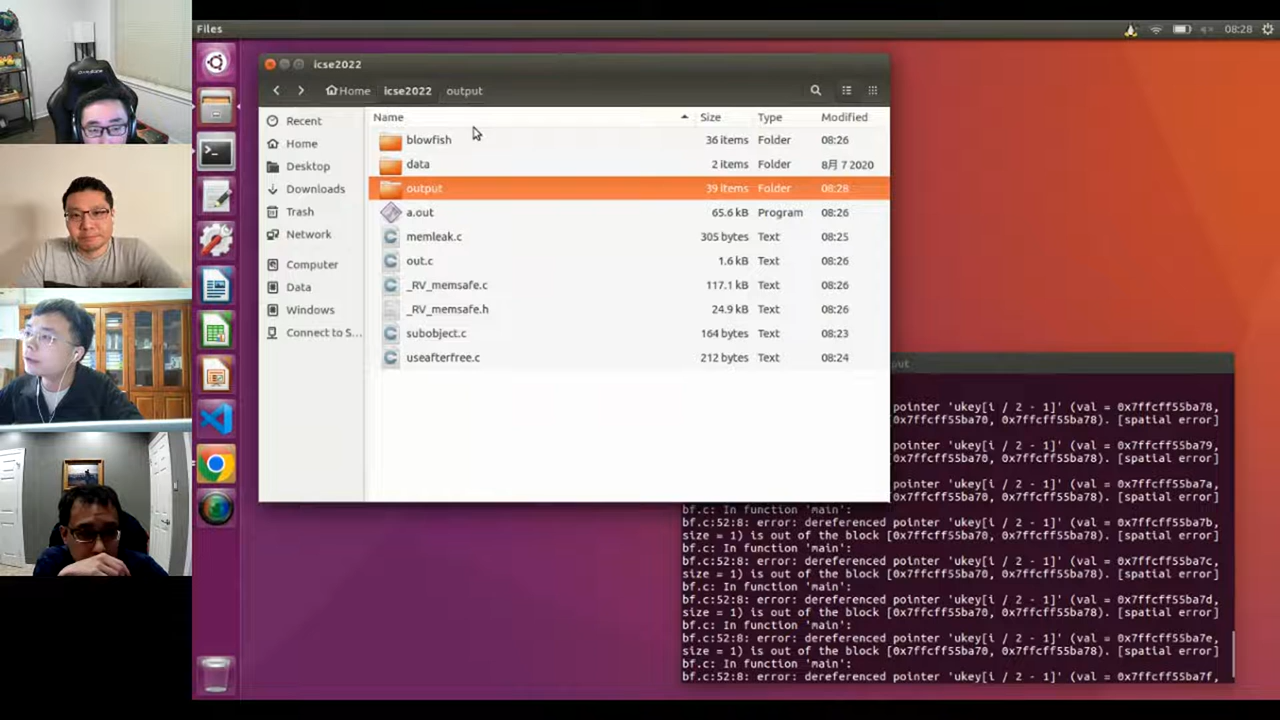 Files
08:28
icse2022
Home
icse2022
output
Name
Size
Type
Modified
Recent
Home
Desktop
Downloads
Trash
Network
Computer
Data
Windows
Connect to S...
blowfish 36 items Folder 08:26
data 2 items Folder 8月 7 2020
output 39 items Folder 08:28
a.out 65.6 kB Program 08:26
memleak.c 305 bytes Text 08:25
out.c 1.6 kB Text 08:26
_RV_memsafe.c 117.1 kB Text 08:26
_RV_memsafe.h 24.9 kB Text 08:26
subobject.c 164 bytes Text 08:23
useafterfree.c 212 bytes Text 08:24
pointer 'ukey[i / 2 - 1]' (val = 0x7ffcff55ba78,
0x7ffcff55ba70, 0x7ffcff55ba78). [spatial error]
pointer 'ukey[i / 2 - 1]' (val = 0x7ffcff55ba79,
0x7ffcff55ba70, 0x7ffcff55ba78). [spatial error]
pointer 'ukey[i / 2 - 1]' (val = 0x7ffcff55ba7a,
0x7ffcff55ba70, 0x7ffcff55ba78). [spatial error]
bf.c: In function 'main':
bf.c:52:8: error: dereferenced pointer 'ukey[i / 2 - 1]' (val = 0x7ffcff55ba7b,
size = 1) is out of the block [0x7ffcff55ba70, 0x7ffcff55ba78). [spatial error]
bf.c: In function 'main':
bf.c:52:8: error: dereferenced pointer 'ukey[i / 2 - 1]' (val = 0x7ffcff55ba7c,
size = 1) is out of the block [0x7ffcff55ba70, 0x7ffcff55ba78). [spatial error]
bf.c: In function 'main':
bf.c:52:8: error: dereferenced pointer 'ukey[i / 2 - 1]' (val = 0x7ffcff55ba7d,
size = 1) is out of the block [0x7ffcff55ba70, 0x7ffcff55ba78). [spatial error]
bf.c: In function 'main':
bf.c:52:8: error: dereferenced pointer 'ukey[i / 2 - 1]' (val = 0x7ffcff55ba7e,
size = 1) is out of the block [0x7ffcff55ba70, 0x7ffcff55ba78). [spatial error]
bf.c: In function 'main':
bf.c:52:8: error: dereferenced pointer 'ukey[i / 2 - 1]' (val = 0x7ffcff55ba7f,